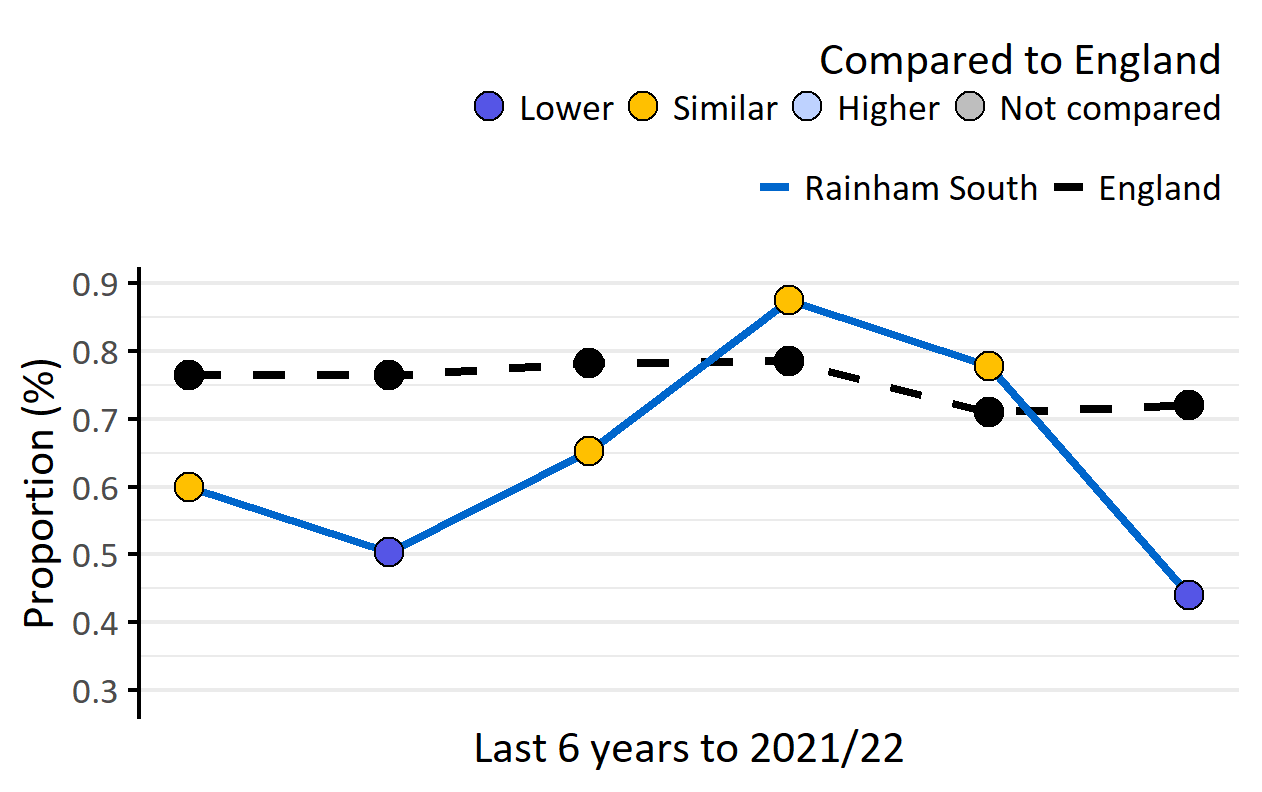 Compared to England
Lower Similar Higher Not compared
Rainham South England
0.9
0.8
0.7
0.6
0.5
0.4
0.3
Proportion (%)
Last 6 years to 2021/22